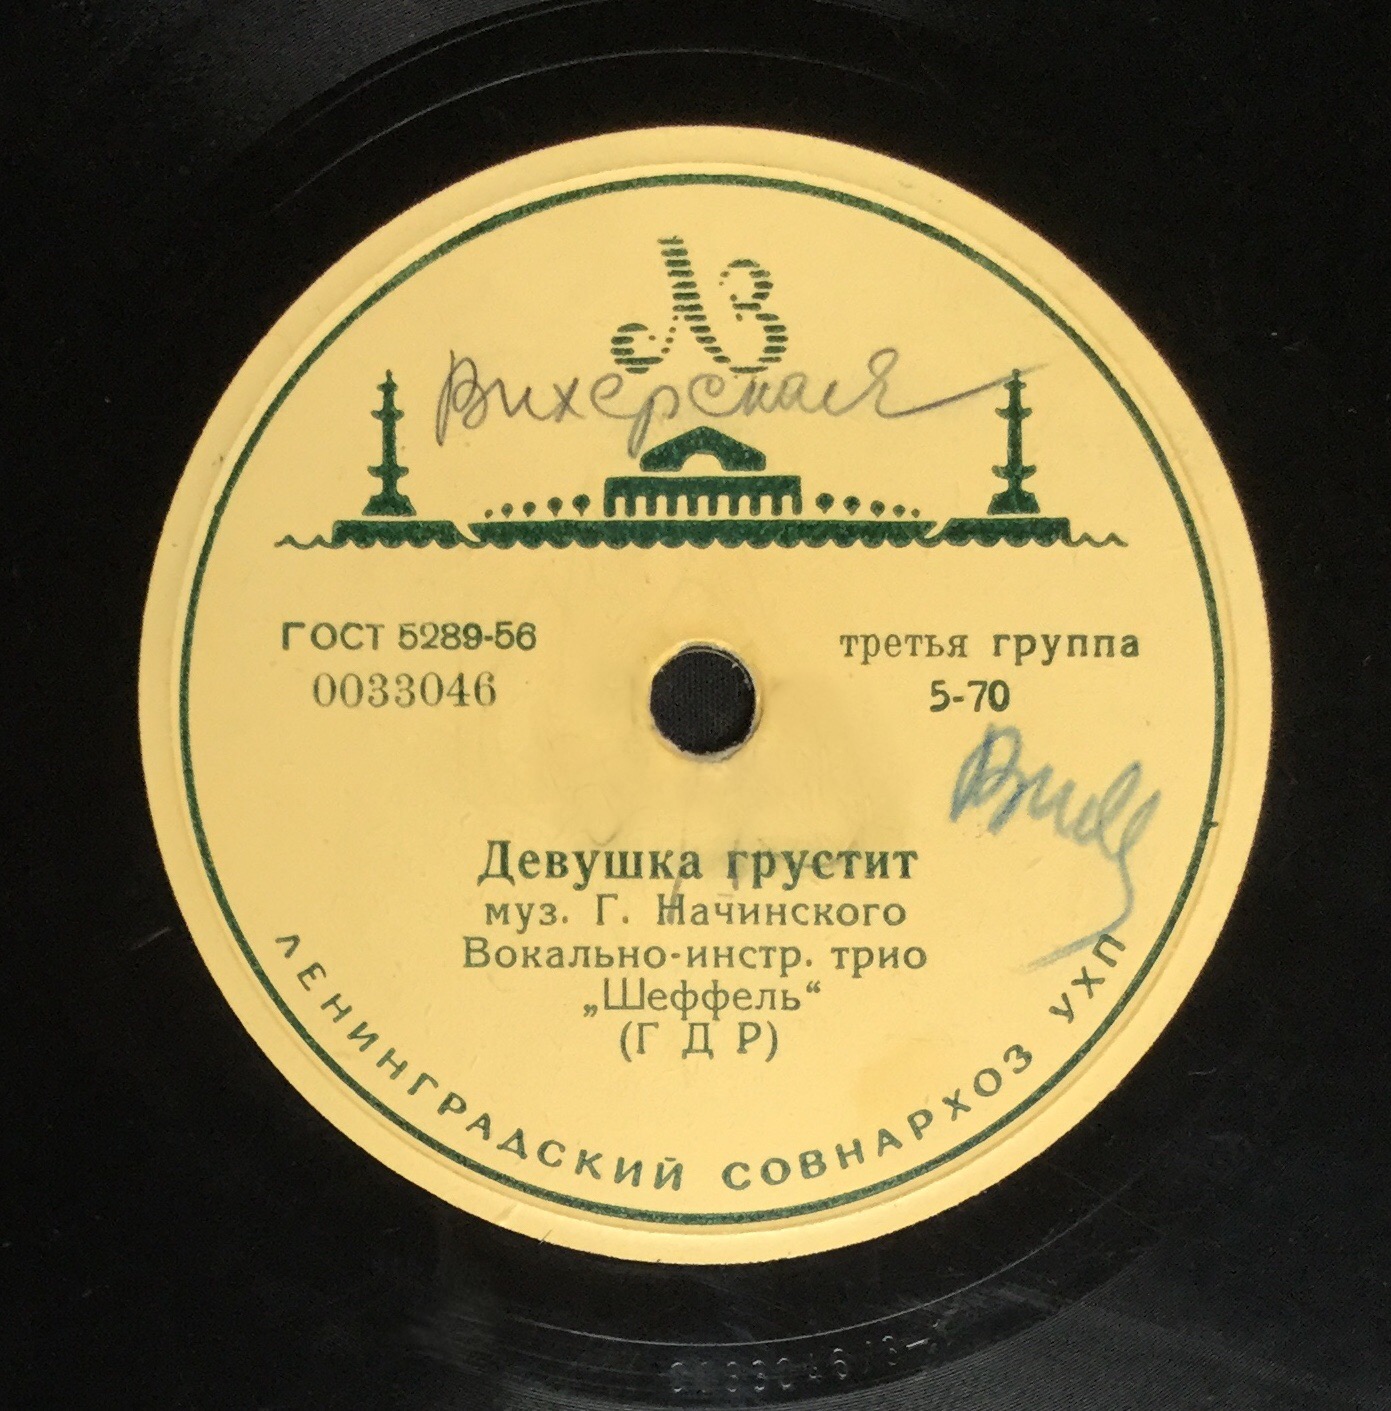 ЛЗ
Вихерская
ГОСТ 5289-56
0033046
третья группа
5-70
Девушка грустит
муз. Г. Начинского
Вокально-инстр. трио
„Шеффель“
(Г Д Р)
ЛЕНИНГРАДСКИЙ СОВНАРХОЗ УХП